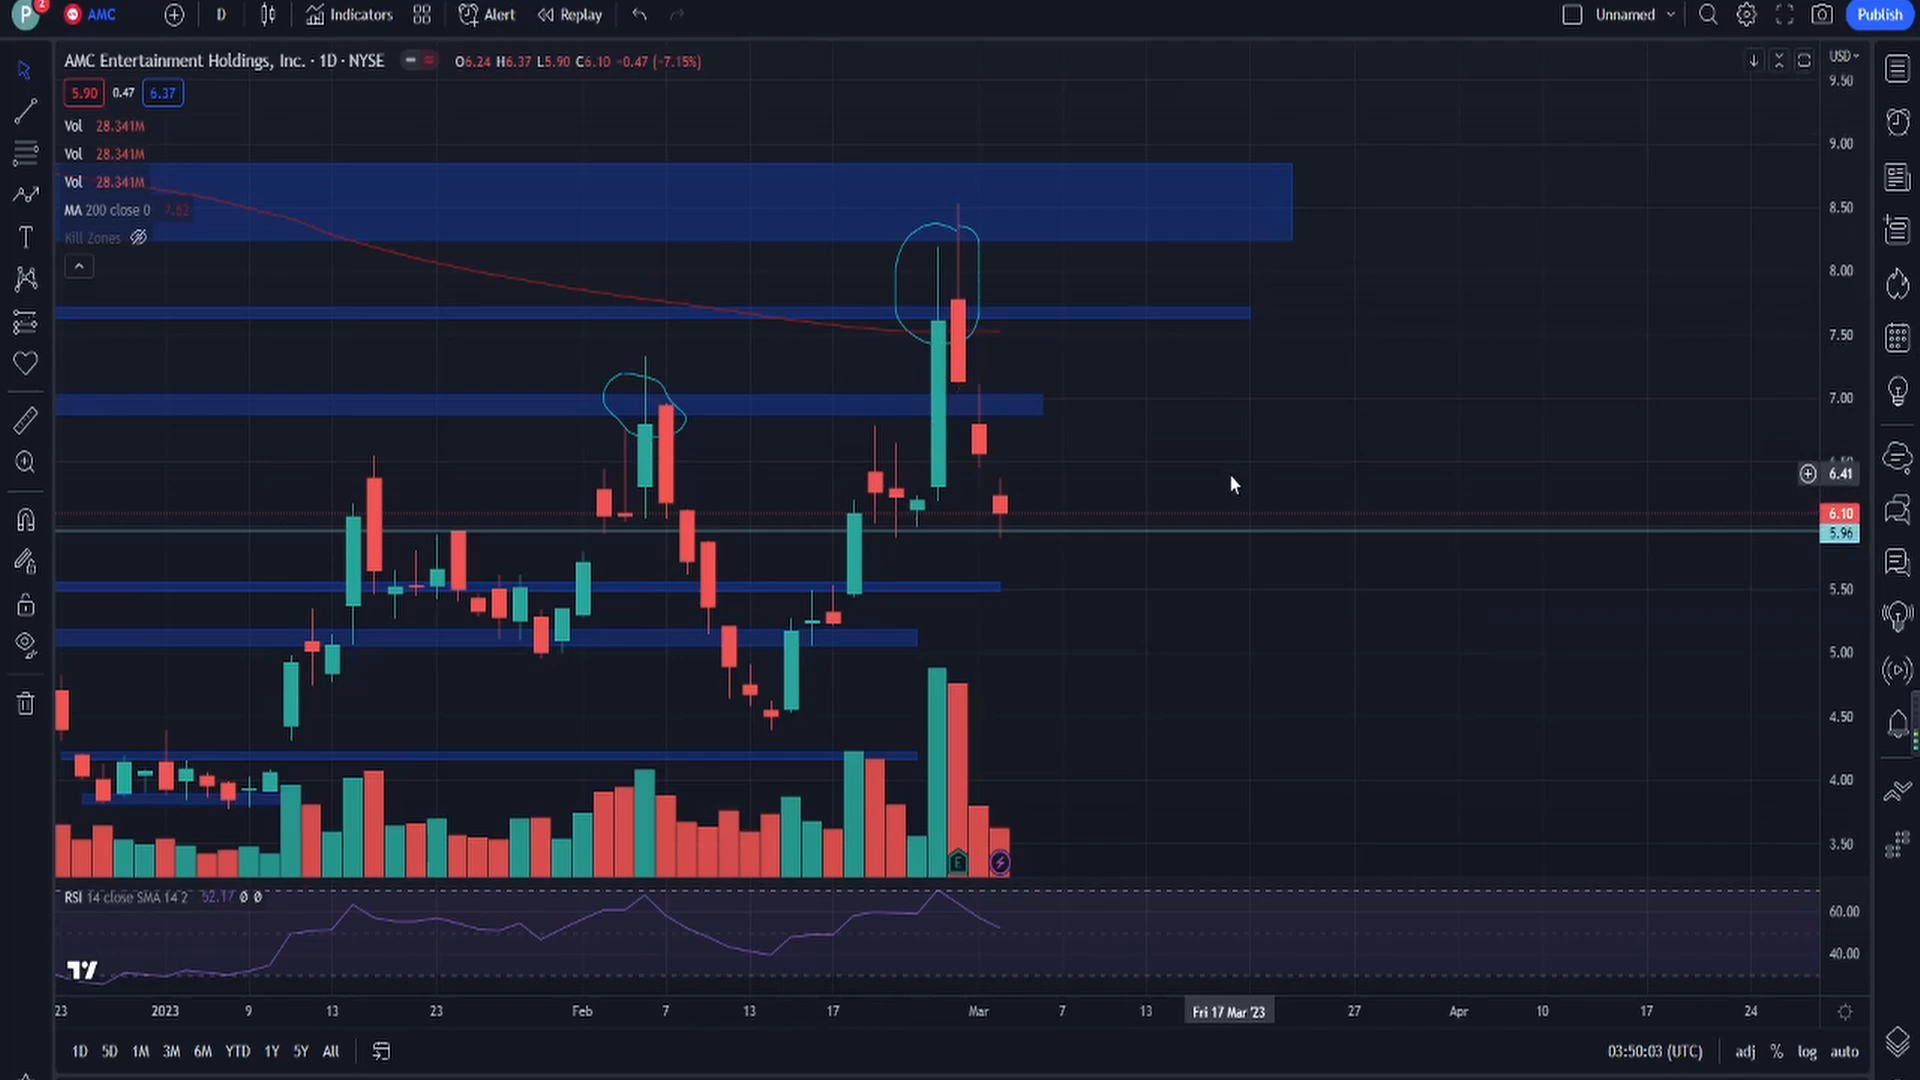 P 2 AMC D Indicators Alert Replay Unnamed Publish
AMC Entertainment Holdings, Inc. · 1D · NYSE O6.24 H6.37 L5.90 C6.10 -0.47 (-7.15%)
USD
5.90 0.47 6.37
Vol 28.341M
Vol 28.341M
Vol 28.341M
MA 200 close 0 7.62
Kill Zones
9.50
9.00
8.50
8.00
7.50
7.00
6.41
6.10
5.96
5.50
5.00
4.50
4.00
3.50
E
RSI 14 close SMA 14 2 52.17 Ø Ø
60.00
40.00
23 2023 9 13 23 Feb 7 13 17 Mar 7 13 Fri 17 Mar '23 27 Apr 10 17 24
1D 5D 1M 3M 6M YTD 1Y 5Y All 03:50:03 (UTC) adj % log auto